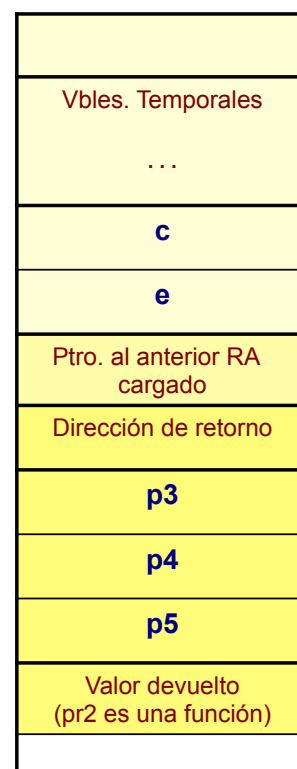 Vbles. Temporales
...
c
e
Ptro. al anterior RA
cargado
Dirección de retorno
p3
p4
p5
Valor devuelto
(pr2 es una función)